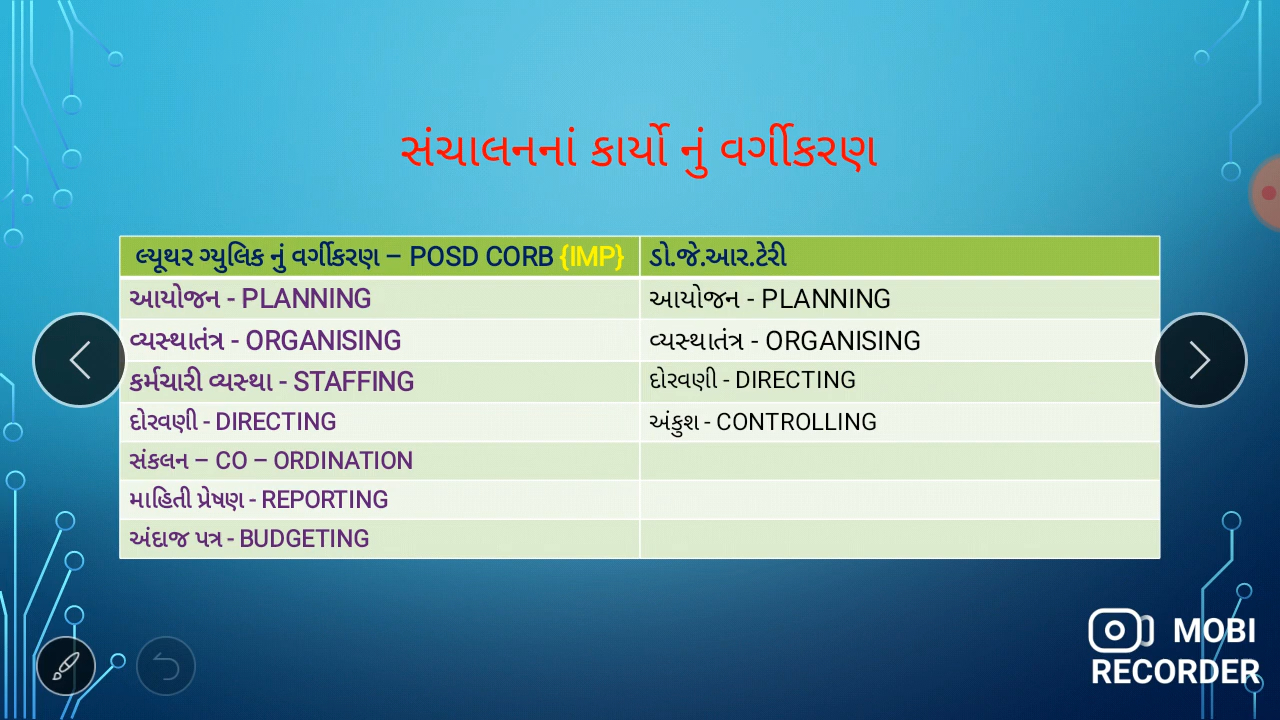 સંચાલનનાં કાર્યો નું વર્ગીકરણ
લ્યૂથર ગ્યુલિક નું વર્ગીકરણ – POSD CORB {IMP} ડો.જે.આર.ટેરી
આયોજન - PLANNING આયોજન - PLANNING
વ્યસ્થાતંત્ર - ORGANISING વ્યસ્થાતંત્ર - ORGANISING
કર્મચારી વ્યસ્થા - STAFFING દોરવણી - DIRECTING
દોરવણી - DIRECTING અંકુશ - CONTROLLING
સંકલન – CO – ORDINATION
માહિતી પ્રેષણ - REPORTING
અંદાજ પત્ર - BUDGETING
MOBI
RECORDER